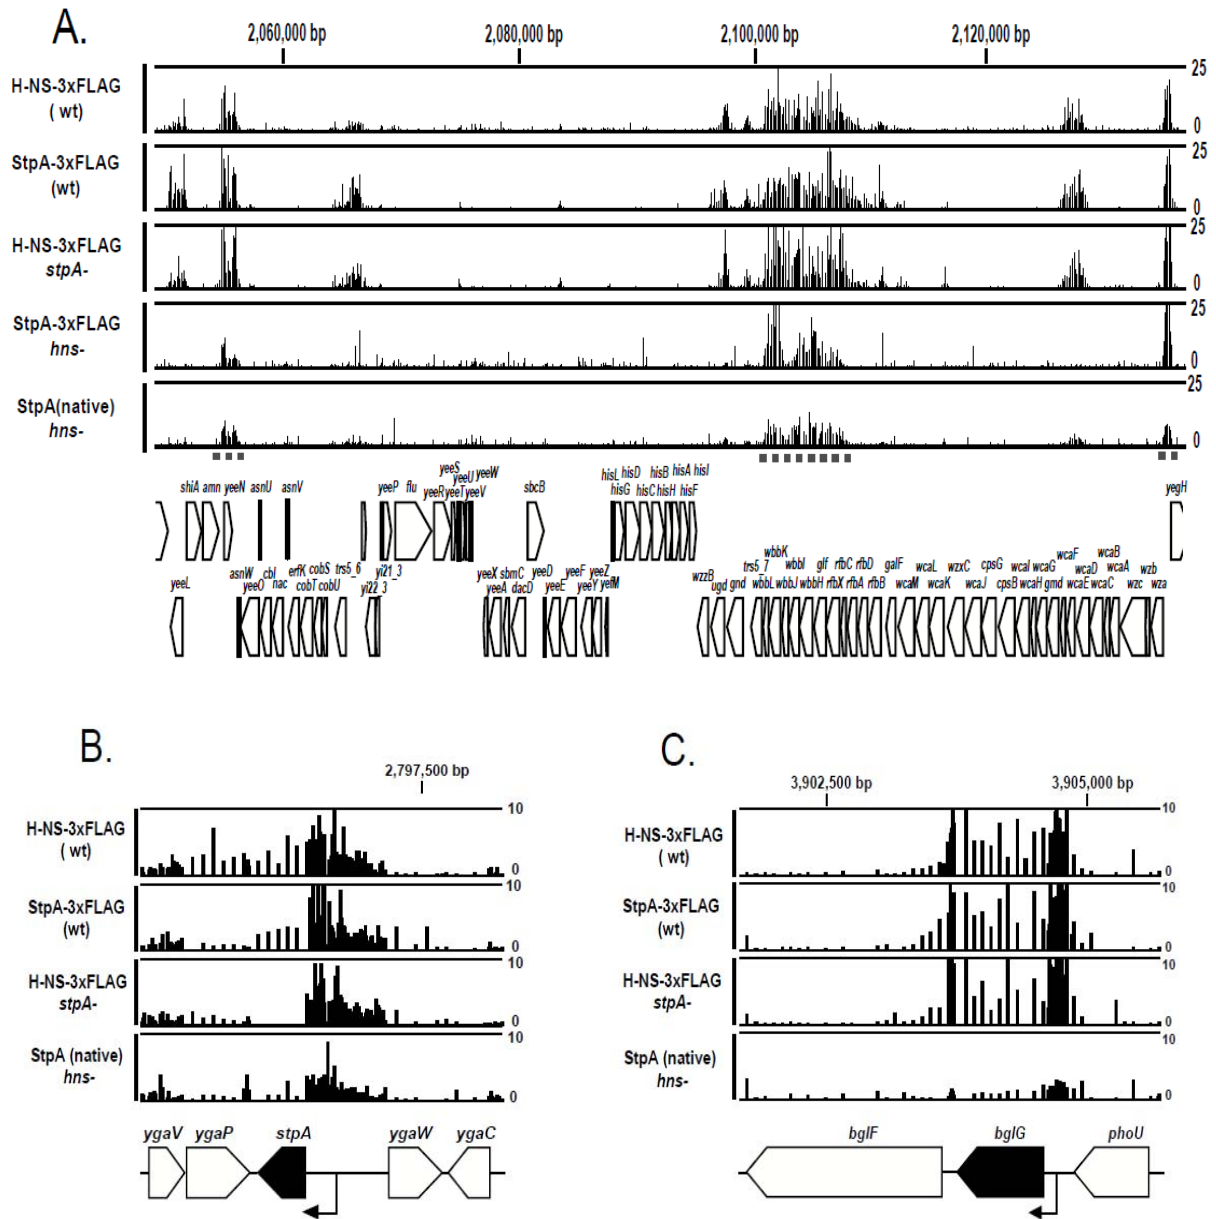 A.
2,060,000 bp
2,080,000 bp
2,100,000 bp
2,120,000 bp
H-NS-3xFLAG
( wt)
25
0
StpA-3xFLAG
(wt)
25
0
H-NS-3xFLAG
stpA-
25
0
StpA-3xFLAG
hns-
25
0
StpA(native)
hns-
25
0
shiA amn yeeN asnU asnV yeeP flu yeeR yeeS yeeT yeeU yeeV yeeW sbcB hisL hisG hisD hisC hisB hisH hisA hisF hisI yegH
yeeL asnW yeeO cbl nac erfK cobT cobS cobU trs5_6 yi22_3 yi21_3 yeeX yeeA sbmC dacD yeeD yeeE yeeF yeeY yeeZ yefM wzzB ugd gnd trs5_7 wbbL wbbK wbbJ wbbI wbbH glf rfbX rfbC rfbA rfbD rfbB galF wcaM wcaL wcaK wzxC wcaJ cpsG cpsB wcaI wcaH wcaG gmd wcaF wcaE wcaD wcaC wcaB wcaA wzc wzb wza
B.
2,797,500 bp
H-NS-3xFLAG
( wt)
10
0
StpA-3xFLAG
(wt)
10
0
H-NS-3xFLAG
stpA-
10
0
StpA (native)
hns-
10
0
ygaV ygaP stpA ygaW ygaC
C.
3,902,500 bp
3,905,000 bp
H-NS-3xFLAG
( wt)
10
0
StpA-3xFLAG
(wt)
10
0
H-NS-3xFLAG
stpA-
10
0
StpA (native)
hns-
10
0
bglF bglG phoU